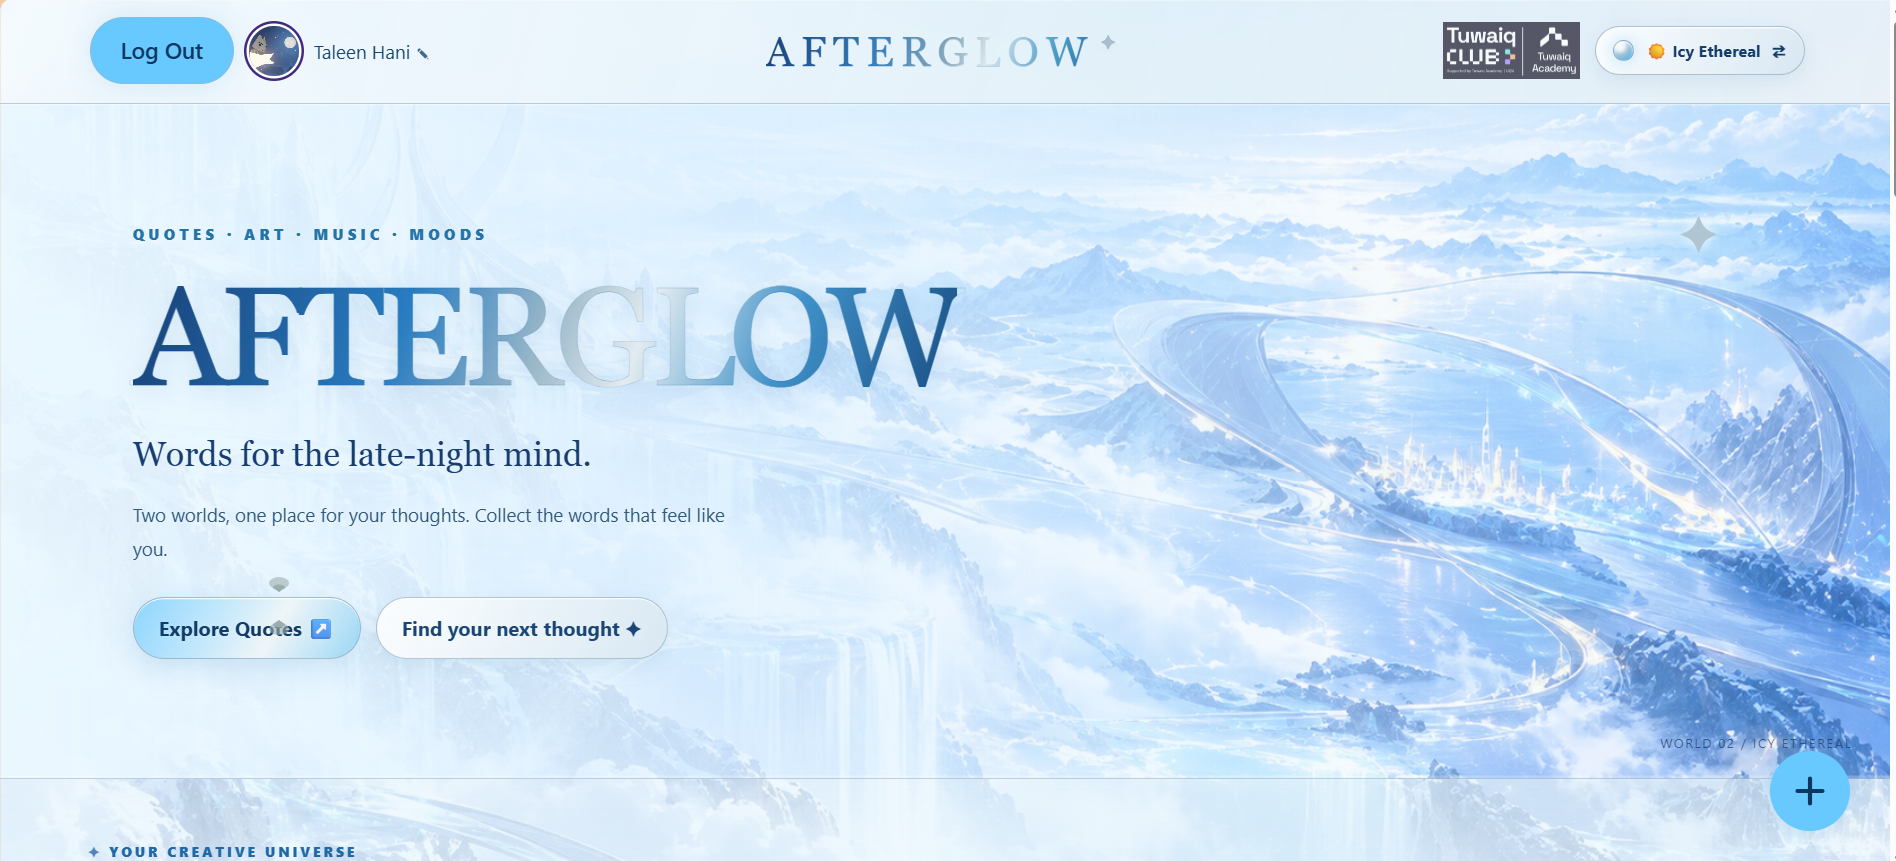 Log Out
Taleen Hani
AFTERGLOW
Tuwaiq
CLUB
Tuwaiq
Academy
Icy Ethereal
QUOTES · ART · MUSIC · MOODS
AFTERGLOW
Words for the late-night mind.
Two worlds, one place for your thoughts. Collect the words that feel like
you.
Explore Quotes
Find your next thought
WORLD 02 / ICY ETHEREAL
YOUR CREATIVE UNIVERSE